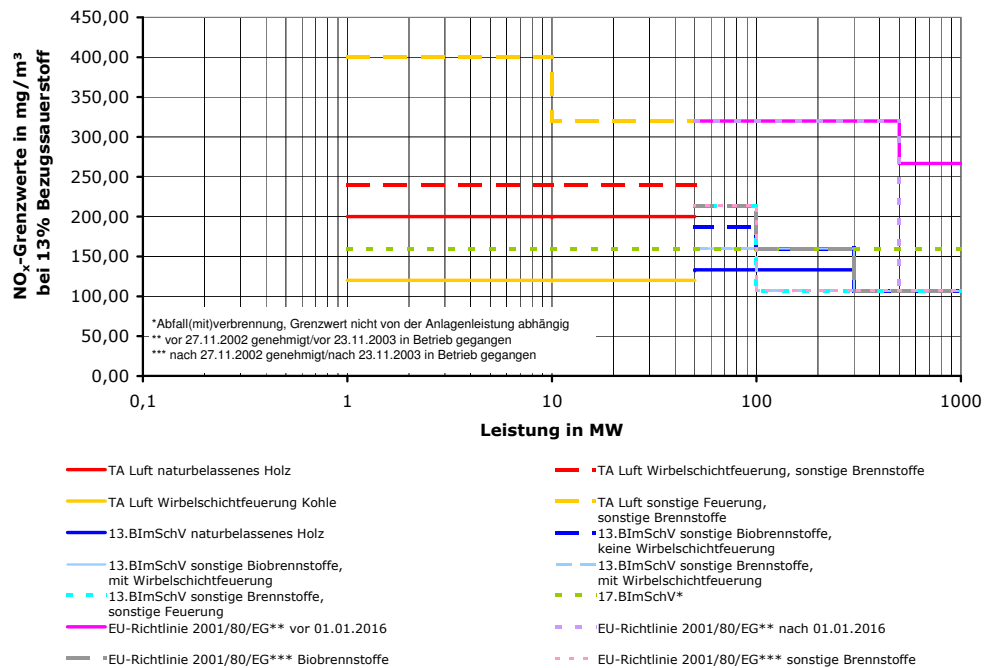 NOx-Grenzwerte in mg/m³
bei 13% Bezugssauerstoff
450,00
400,00
350,00
300,00
250,00
200,00
150,00
100,00
50,00
0,00
*Abfall(mit)verbrennung, Grenzwert nicht von der Anlagenleistung abhängig
** vor 27.11.2002 genehmigt/vor 23.11.2003 in Betrieb gegangen
*** nach 27.11.2002 genehmigt/nach 23.11.2003 in Betrieb gegangen
0,1
1
10
100
1000
Leistung in MW
TA Luft naturbelassenes Holz
TA Luft Wirbelschichtfeuerung, sonstige Brennstoffe
TA Luft Wirbelschichtfeuerung Kohle
TA Luft sonstige Feuerung,
sonstige Brennstoffe
13.BImSchV naturbelassenes Holz
13.BImSchV sonstige Biobrennstoffe,
keine Wirbelschichtfeuerung
13.BImSchV sonstige Biobrennstoffe,
mit Wirbelschichtfeuerung
13.BImSchV sonstige Brennstoffe,
mit Wirbelschichtfeuerung
13.BImSchV sonstige Brennstoffe,
sonstige Feuerung
17.BImSchV*
EU-Richtlinie 2001/80/EG** vor 01.01.2016
EU-Richtlinie 2001/80/EG** nach 01.01.2016
EU-Richtlinie 2001/80/EG*** Biobrennstoffe
EU-Richtlinie 2001/80/EG*** sonstige Brennstoffe